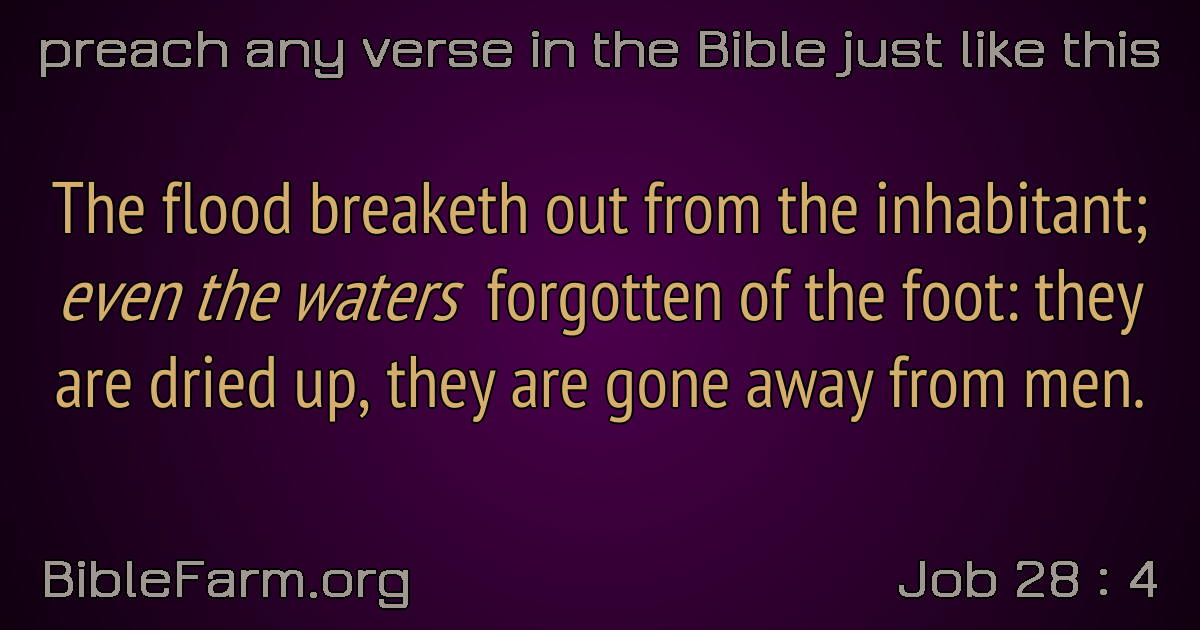 preach any verse in the Bible just like this
The flood breaketh out from the inhabitant;
even the waters forgotten of the foot: they
are dried up, they are gone away from men.
BibleFarm.org
Job 28 : 4